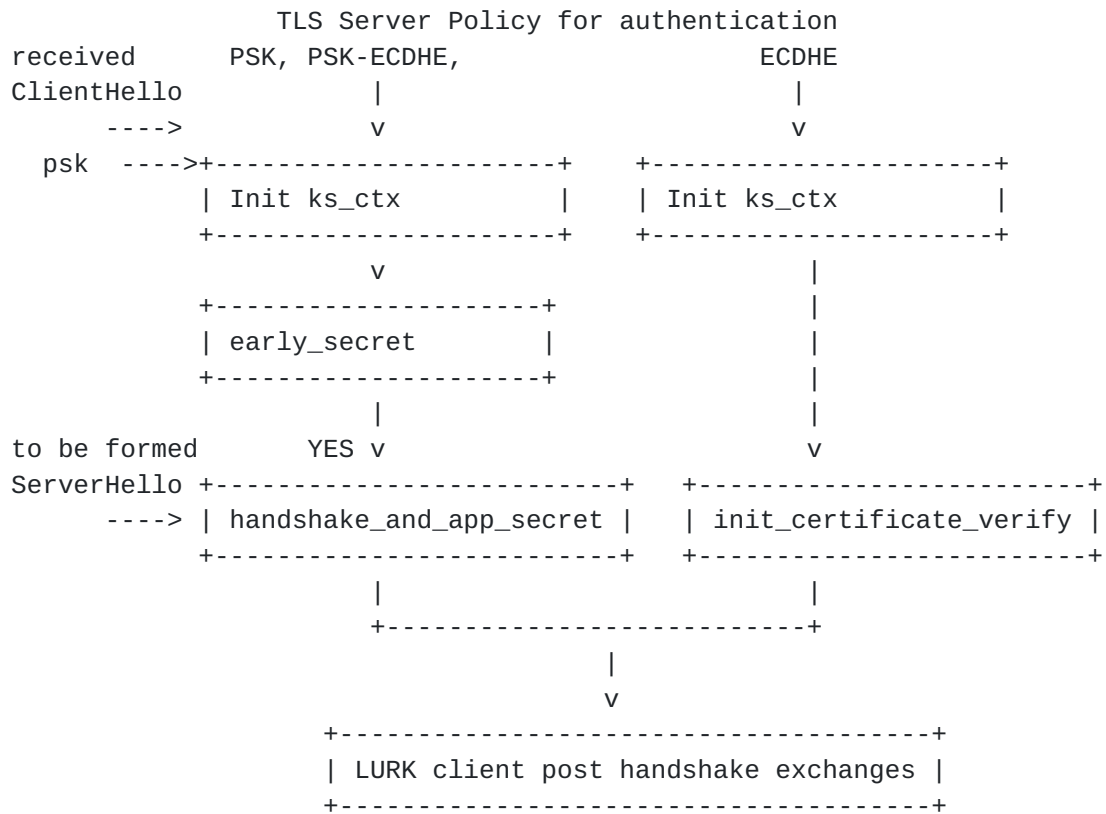 TLS Server Policy for authentication
received PSK, PSK-ECDHE, ECDHE
ClientHello | |
----> v v
psk ---->+----------------------+ +----------------------+
| Init ks_ctx | | Init ks_ctx |
+----------------------+ +----------------------+
v |
+---------------------+ |
| early_secret | |
+---------------------+ |
| |
to be formed YES v v
ServerHello +--------------------------+ +-------------------------+
----> | handshake_and_app_secret | | init_certificate_verify |
+--------------------------+ +-------------------------+
| |
+---------------------------+
|
v
+---------------------------------------+
| LURK client post handshake exchanges |
+---------------------------------------+